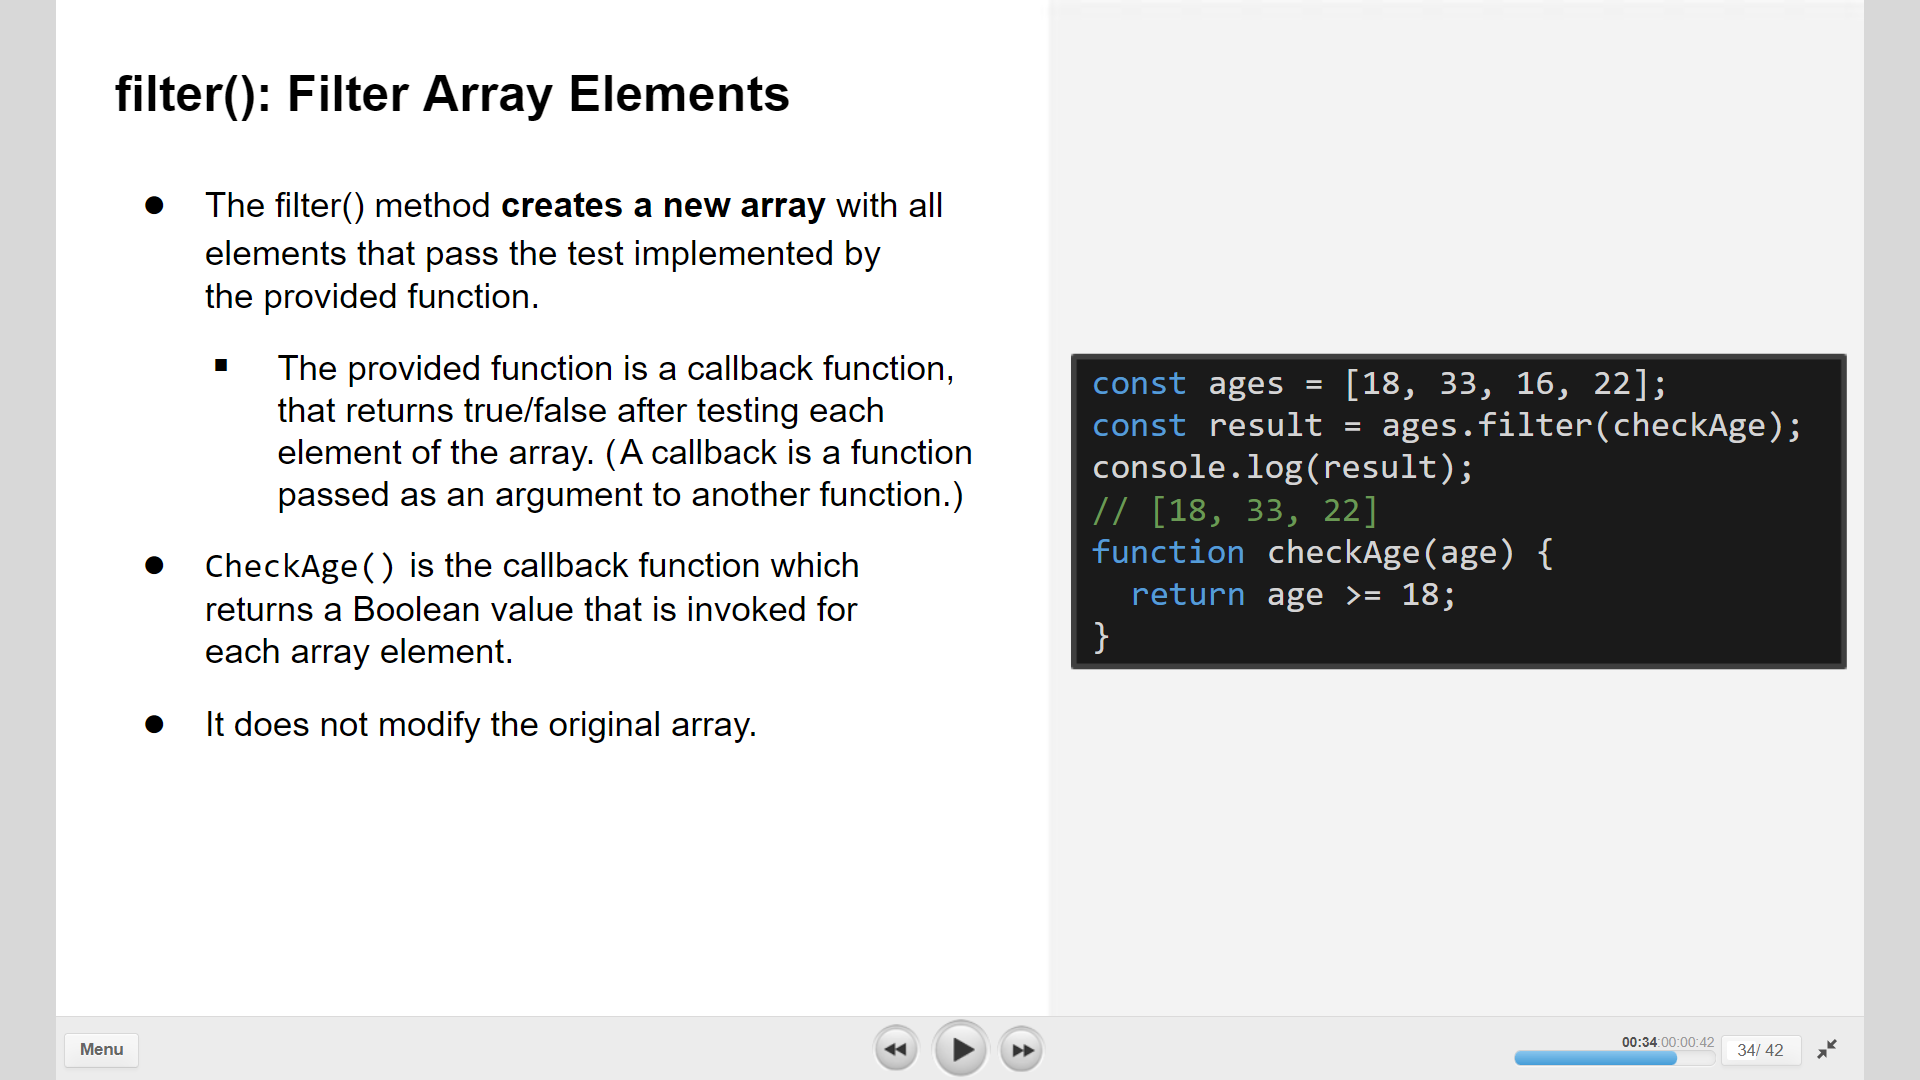 filter(): Filter Array Elements
● The filter() method creates a new array with all
elements that pass the test implemented by
the provided function.
▪ The provided function is a callback function,
that returns true/false after testing each
element of the array. (A callback is a function
passed as an argument to another function.)
● CheckAge() is the callback function which
returns a Boolean value that is invoked for
each array element.
● It does not modify the original array.
const ages = [18, 33, 16, 22];
const result = ages.filter(checkAge);
console.log(result);
// [18, 33, 22]
function checkAge(age) {
  return age >= 18;
}
Menu
00:34:00:00:42
34/ 42